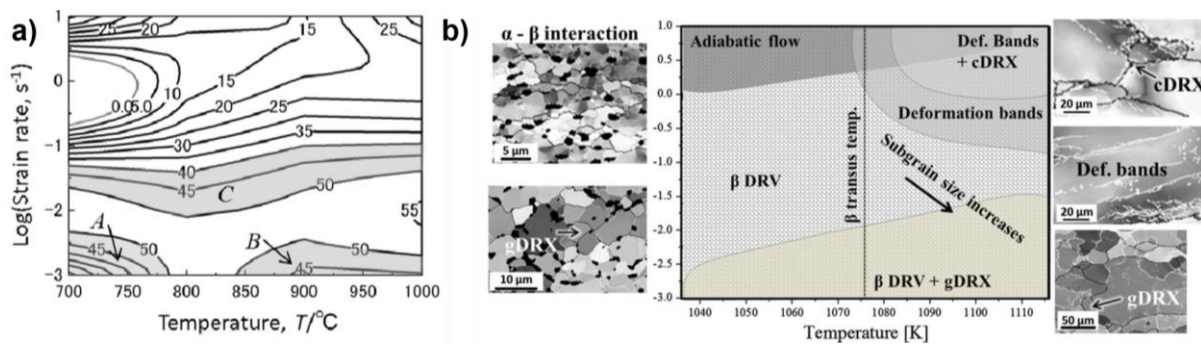 a)
Log(Strain rate, s⁻¹)
1
0
-1
-2
-3
25
20
15
25
20
15
0.0
5.0
10
15
20
25
30
35
40
45
50
C
55
A
45
50
B
50
45
700
750
800
850
900
950
1000
Temperature, T/°C
b)
α - β interaction
5 µm
gDRX
10 µm
1.0
0.5
0.0
-0.5
-1.0
-1.5
-2.0
-2.5
-3.0
Adiabatic flow
Def. Bands
+ cDRX
Deformation bands
β DRV
β transus temp.
Subgrain size increases
β DRV + gDRX
1040
1050
1060
1070
1080
1090
1100
1110
Temperature [K]
cDRX
20 µm
Def. bands
20 µm
gDRX
50 µm